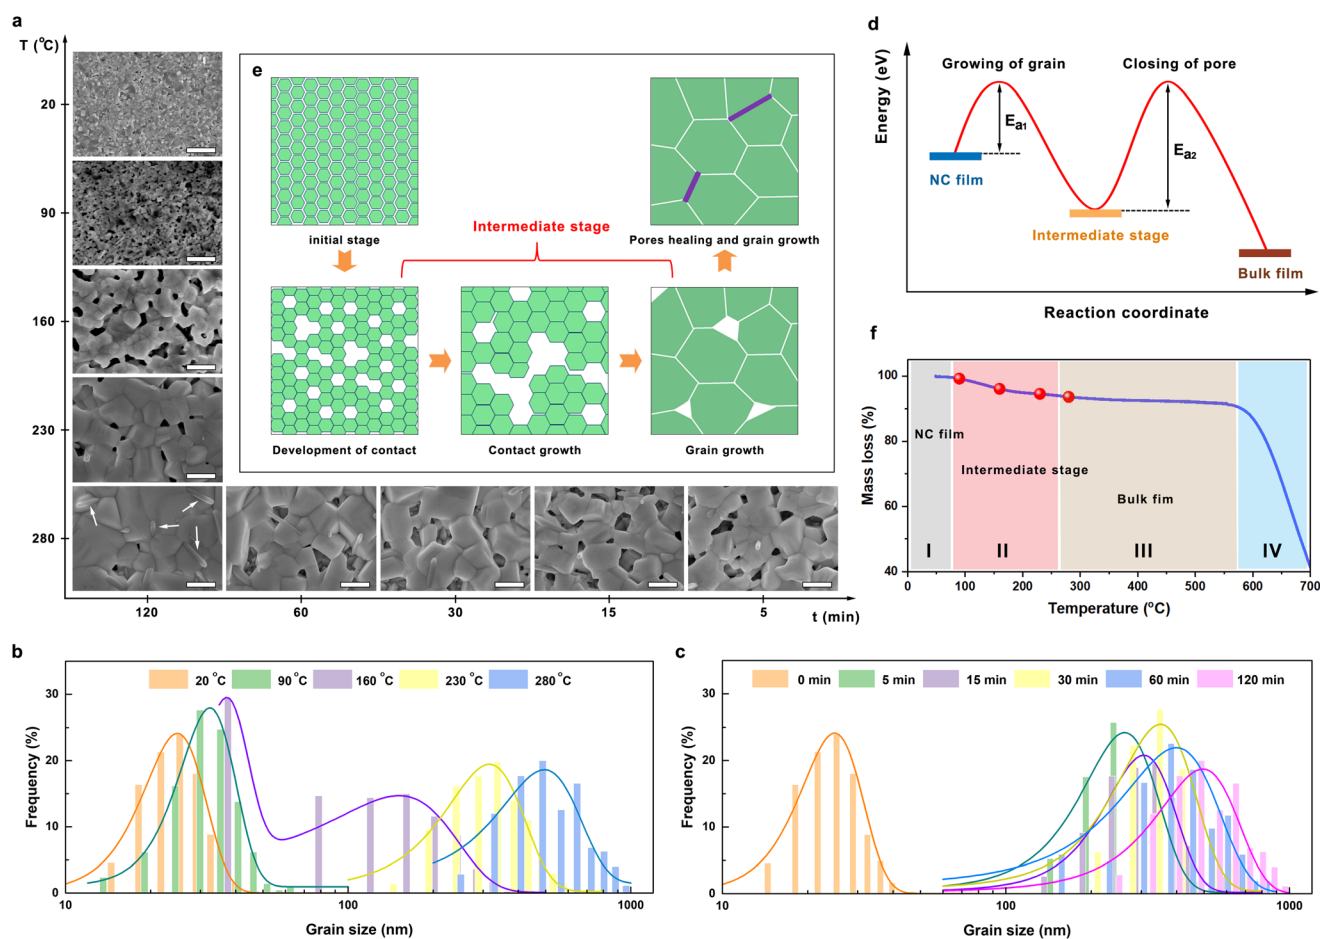 a
T (°C)
20
90
160
230
280
120
60
30
15
5
t (min)
e
initial stage
Intermediate stage
Pores healing and grain growth
Development of contact
Contact growth
Grain growth
d
Energy (eV)
Growing of grain
Closing of pore
Ea1
Ea2
NC film
Intermediate stage
Bulk film
Reaction coordinate
f
Mass loss (%)
100
80
60
40
NC film
Intermediate stage
Bulk fim
I
II
III
IV
0
100
200
300
400
500
600
700
Temperature (°C)
b
Frequency (%)
30
20
10
0
20 °C
90 °C
160 °C
230 °C
280 °C
10
100
1000
Grain size (nm)
c
Frequency (%)
30
20
10
0
0 min
5 min
15 min
30 min
60 min
120 min
10
100
1000
Grain size (nm)